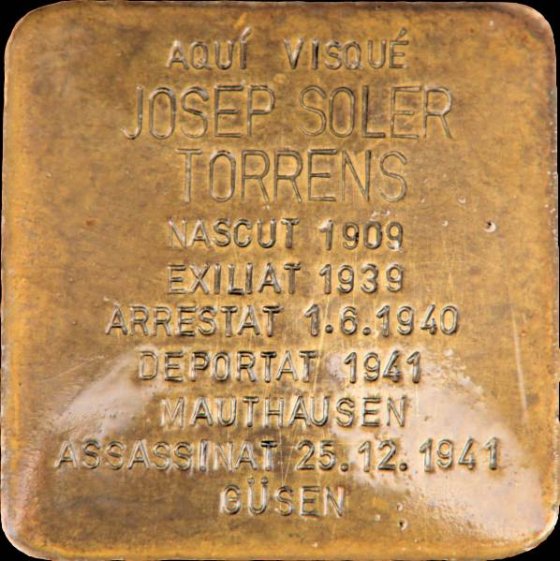 AQUÍ VISQUÉ
JOSEP SOLER
TORRENS
NASCUT 1909
EXILIAT 1939
ARRESTAT 1.6.1940
DEPORTAT 1941
MAUTHAUSEN
ASSASSINAT 25.12.1941
GÜSEN